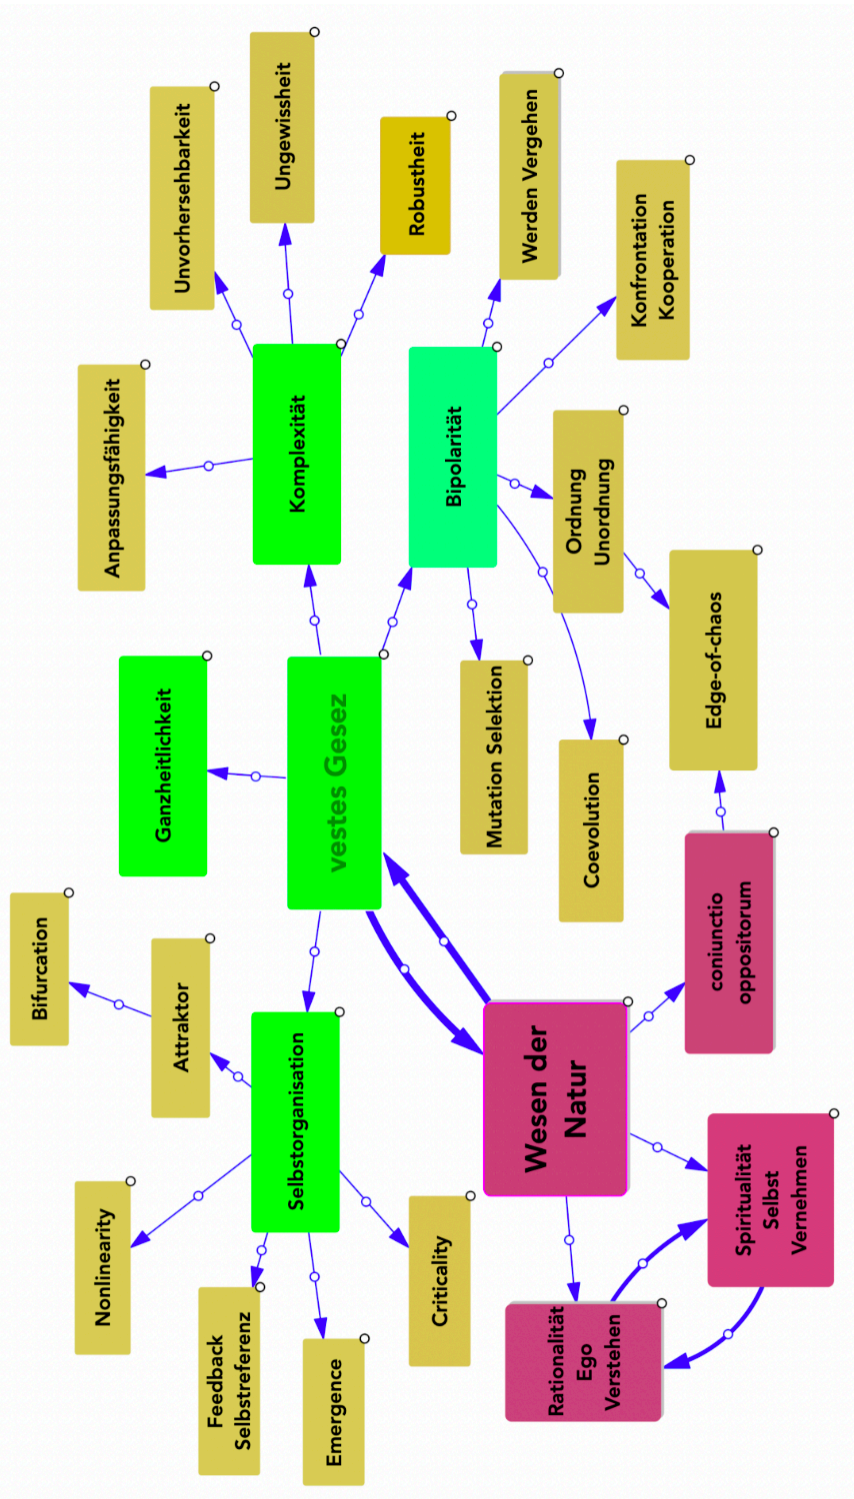 Bifurcation
Anpassungsfähigkeit
Unvorhersehbarkeit
Ganzheitlichkeit
Attraktor
Nonlinearity
Ungewissheit
Komplexität
Selbstorganisation
Feedback
Selbstreferenz
Robustheit
vestes Gesez
Emergence
Werden Vergehen
Bipolarität
Mutation Selektion
Criticality
Konfrontation
Kooperation
Ordnung
Unordnung
Coevolution
Wesen der
Natur
Rationalität
Ego
Verstehen
Edge-of-chaos
coniunctio
oppositorum
Spiritualität
Selbst
Vernehmen